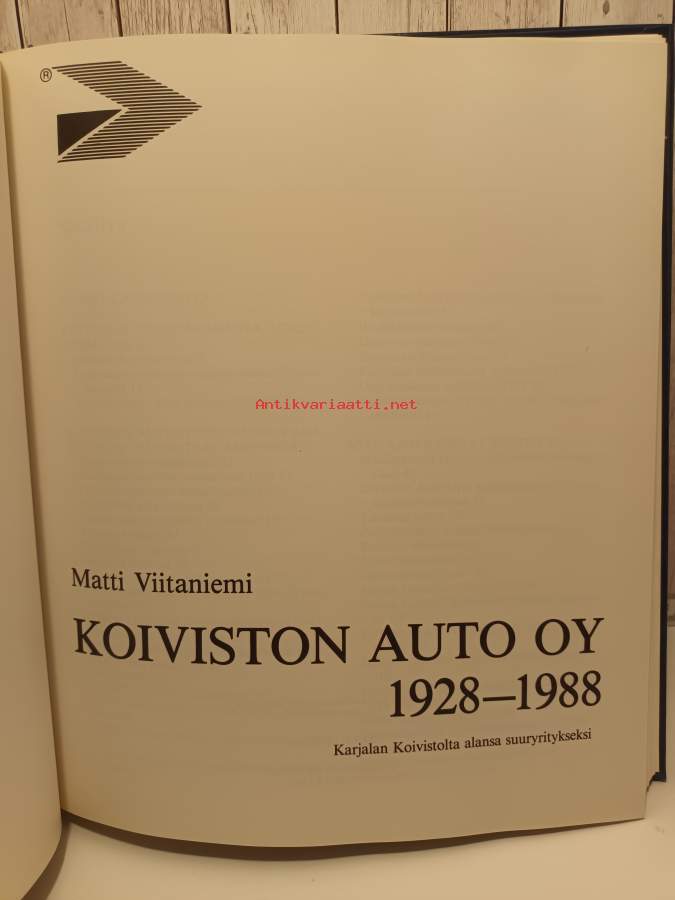 ®
Antikvariaatti.net
Matti Viitaniemi
KOIVISTON AUTO OY
1928—1988
Karjalan Koivistolta alansa suuryritykseksi